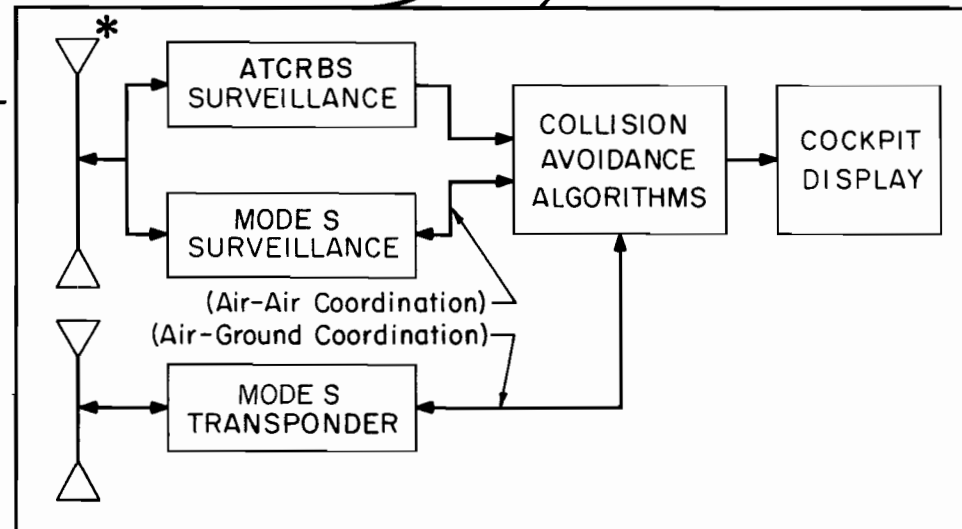 *
ATCRBS
SURVEILLANCE
COLLISION
AVOIDANCE
ALGORITHMS
COCKPIT
DISPLAY
MODE S
SURVEILLANCE
(Air-Air Coordination)
(Air-Ground Coordination)
MODE S
TRANSPONDER